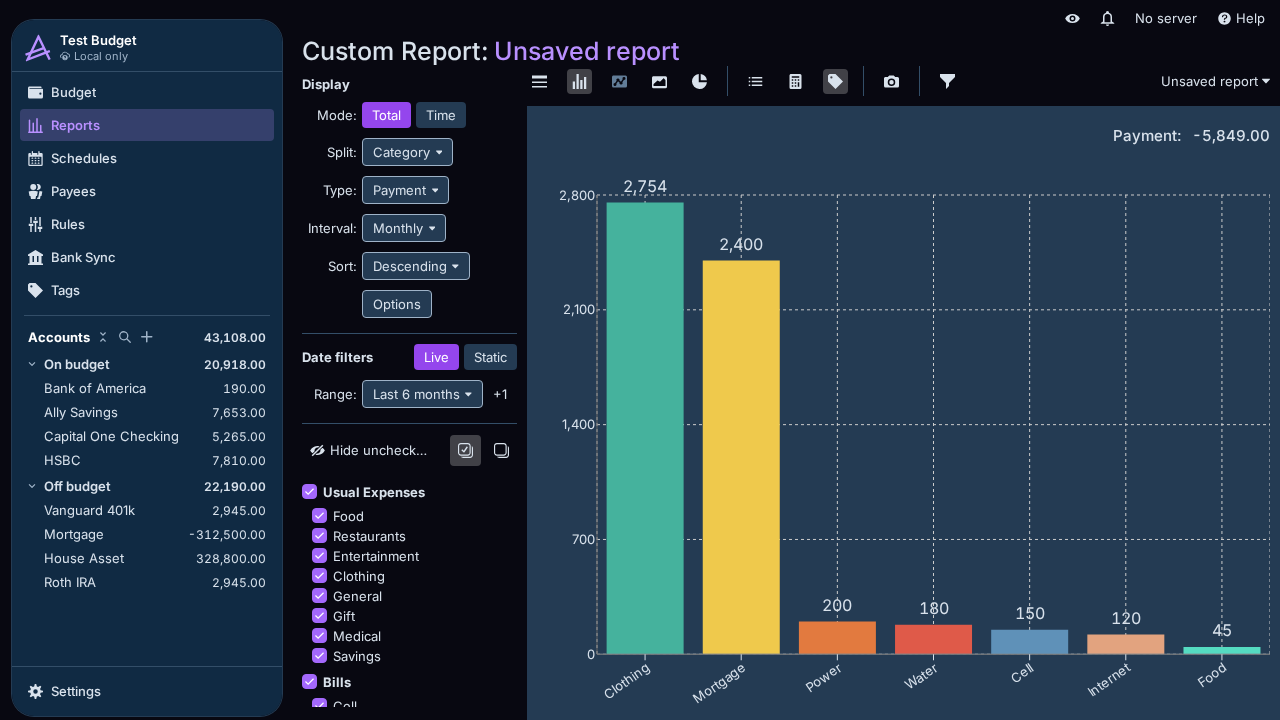 No server
Help
Test Budget
Local only
Budget
Reports
Schedules
Payees
Rules
Bank Sync
Tags
Accounts 43,108.00
On budget 20,918.00
Bank of America 190.00
Ally Savings 7,653.00
Capital One Checking 5,265.00
HSBC 7,810.00
Off budget 22,190.00
Vanguard 401k 2,945.00
Mortgage -312,500.00
House Asset 328,800.00
Roth IRA 2,945.00
Settings
Custom Report: Unsaved report
Display
Mode: Total Time
Split: Category
Type: Payment
Interval: Monthly
Sort: Descending
Options
Date filters Live Static
Range: Last 6 months +1
Hide uncheck...
Usual Expenses
Food
Restaurants
Entertainment
Clothing
General
Gift
Medical
Savings
Bills
Cell
Unsaved report
Payment: -5,849.00
2,800
2,100
1,400
700
0
2,754
2,400
200
180
150
120
45
Clothing
Mortgage
Power
Water
Cell
Internet
Food